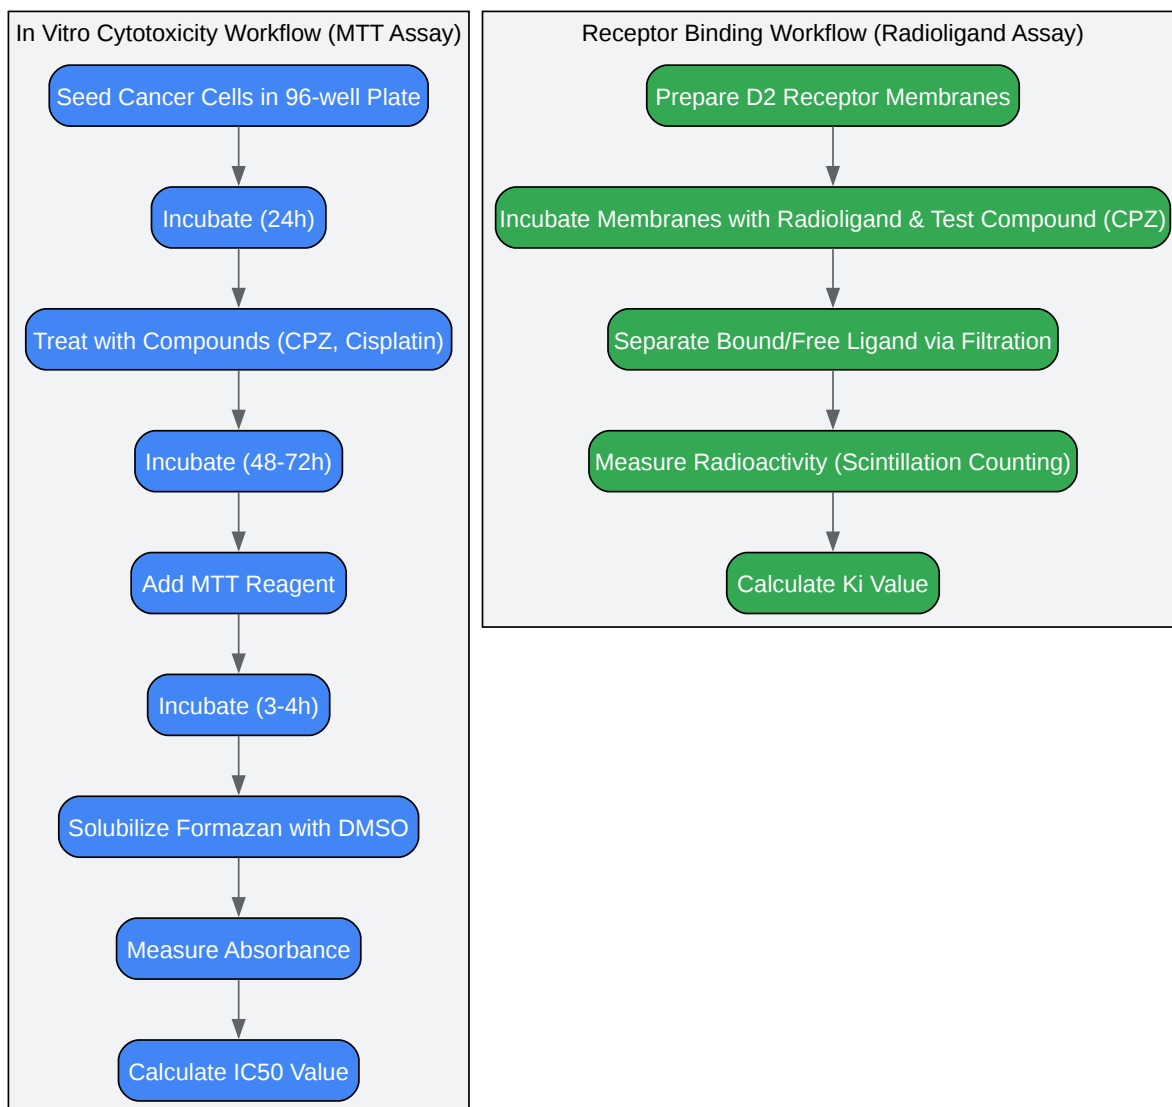 In Vitro Cytotoxicity Workflow (MTT Assay)
Seed Cancer Cells in 96-well Plate
Incubate (24h)
Treat with Compounds (CPZ, Cisplatin)
Incubate (48-72h)
Add MTT Reagent
Incubate (3-4h)
Solubilize Formazan with DMSO
Measure Absorbance
Calculate IC50 Value
Receptor Binding Workflow (Radioligand Assay)
Prepare D2 Receptor Membranes
Incubate Membranes with Radioligand & Test Compound (CPZ)
Separate Bound/Free Ligand via Filtration
Measure Radioactivity (Scintillation Counting)
Calculate Ki Value